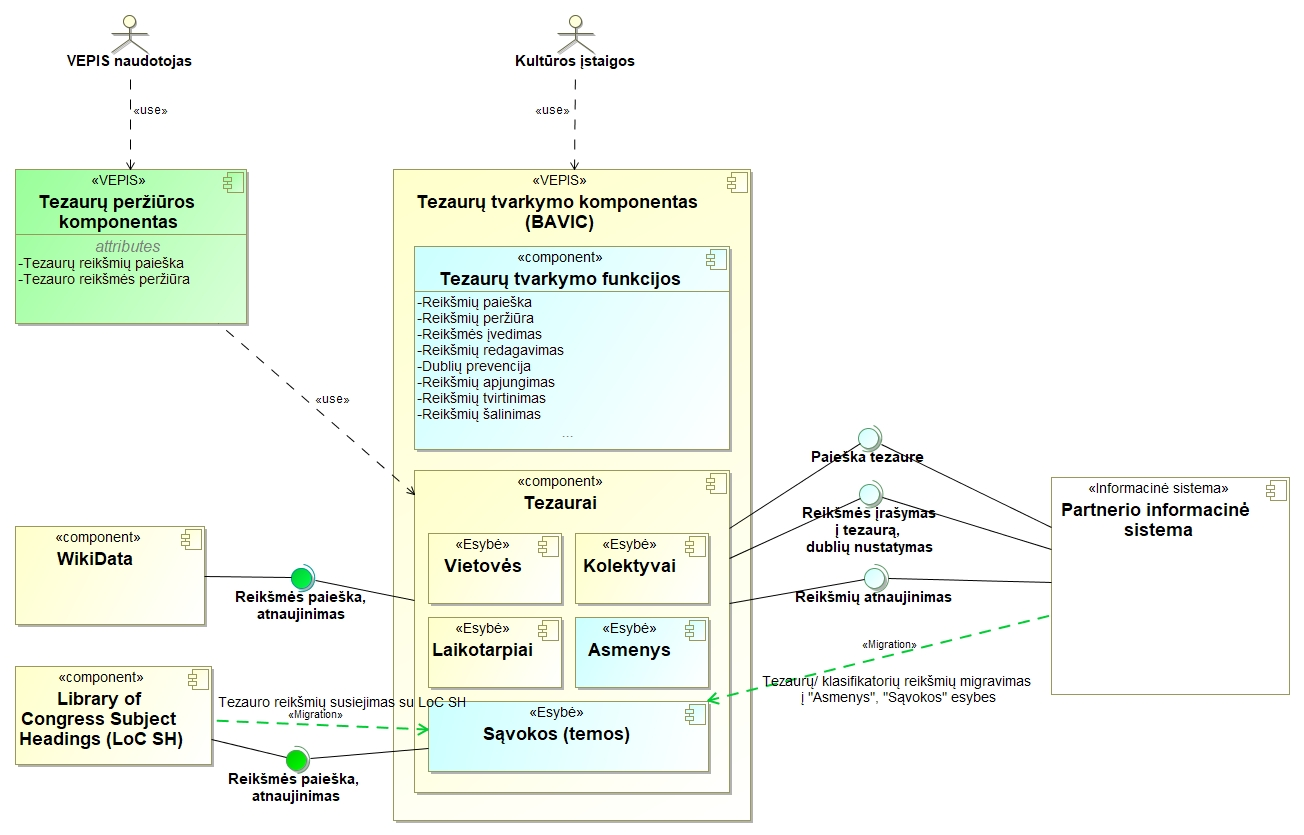 VEPIS naudotojas
Kultūros įstaigos
«use»
«use»
«VEPIS»
Tezaurų peržiūros
komponentas
attributes
-Tezaurų reikšmių paieška
-Tezauro reikšmės peržiūra
«VEPIS»
Tezaurų tvarkymo komponentas
(BAVIC)
«component»
Tezaurų tvarkymo funkcijos
-Reikšmių paieška
-Reikšmių peržiūra
-Reikšmės įvedimas
-Reikšmių redagavimas
-Dublių prevencija
-Reikšmių apjungimas
-Reikšmių tvirtinimas
-Reikšmių šalinimas
...
«use»
«component»
Tezaurai
«Esybė»
Vietovės
«Esybė»
Kolektyvai
«Esybė»
Laikotarpiai
«Esybė»
Asmenys
«Esybė»
Sąvokos (temos)
Paieška tezaure
Reikšmės įrašymas
į tezaurą,
dublių nustatymas
Reikšmių atnaujinimas
«Informacinė sistema»
Partnerio informacinė
sistema
«Migration»
Tezaurų/ klasifikatorių reikšmių migravimas
į "Asmenys", "Sąvokos" esybes
«component»
WikiData
Reikšmės paieška,
atnaujinimas
«component»
Library of
Congress Subject
Headings (LoC SH)
Tezauro reikšmių susiejimas su LoC SH
«Migration»
Reikšmės paieška,
atnaujinimas